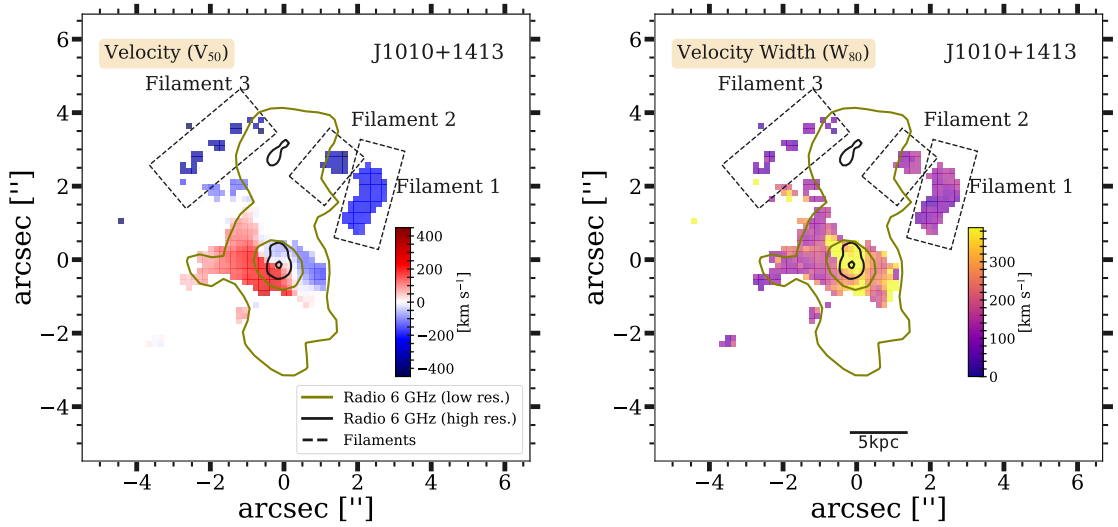 Velocity (V50)
J1010+1413
Filament 3
Filament 2
Filament 1
6
4
2
0
−2
−4
arcsec ['']
400
200
0
−200
−400
[km s⁻¹]
Radio 6 GHz (low res.)
Radio 6 GHz (high res.)
Filaments
−4
−2
0
2
4
6
arcsec ['']
Velocity Width (W80)
J1010+1413
Filament 3
Filament 2
Filament 1
6
4
2
0
−2
−4
arcsec ['']
300
200
100
0
[km s⁻¹]
5kpc
−4
−2
0
2
4
6
arcsec ['']